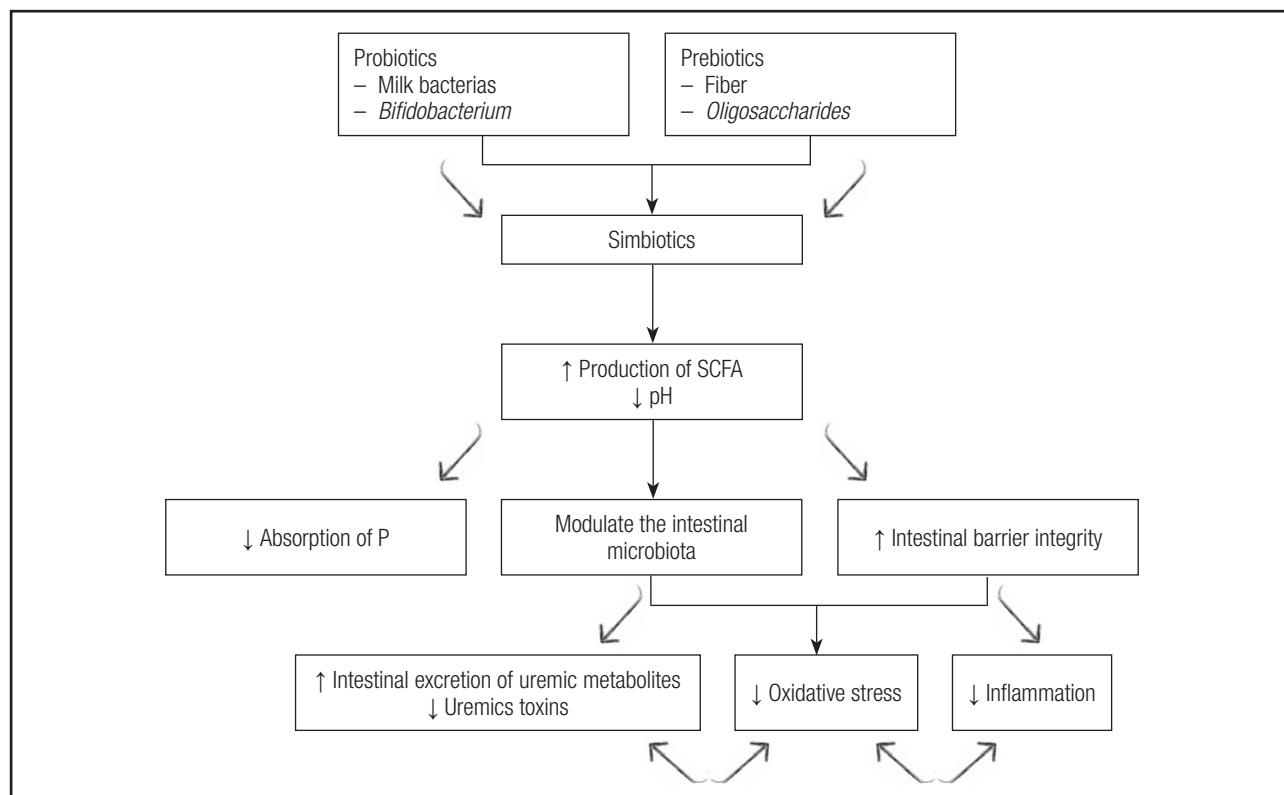 Probiotics
– Milk bacterias
– Bifidobacterium
Prebiotics
– Fiber
– Oligosaccharides
Simbiotics
↑ Production of SCFA
↓ pH
↓ Absorption of P
Modulate the intestinal
microbiota
↑ Intestinal barrier integrity
↑ Intestinal excretion of uremic metabolites
↓ Uremics toxins
↓ Oxidative stress
↓ Inflammation